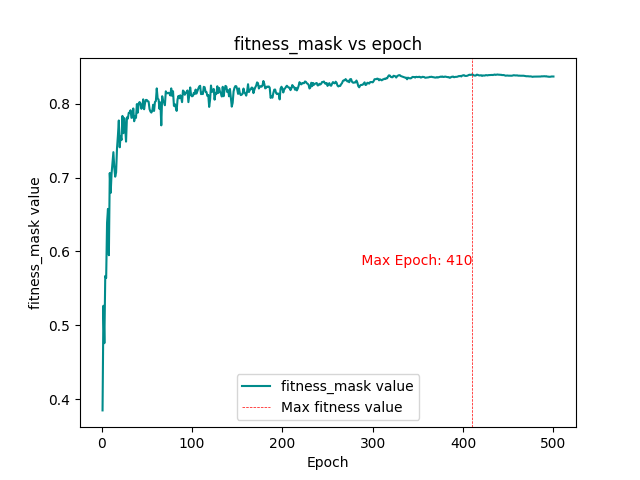 fitness_mask vs epoch
fitness_mask value
0.8
0.7
0.6
0.5
0.4
Max Epoch: 410
fitness_mask value
Max fitness value
0
100
200
300
400
500
Epoch